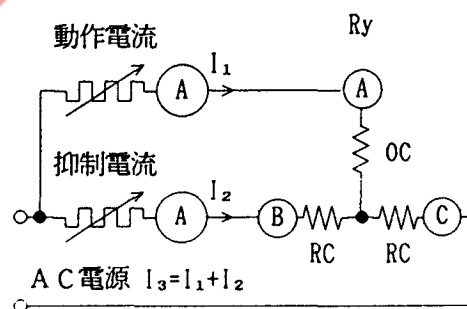 Ry
動作電流
A I₁ A
OC
抑制電流
A I₂ B C
RC RC
AC電源 I₃=I₁+I₂